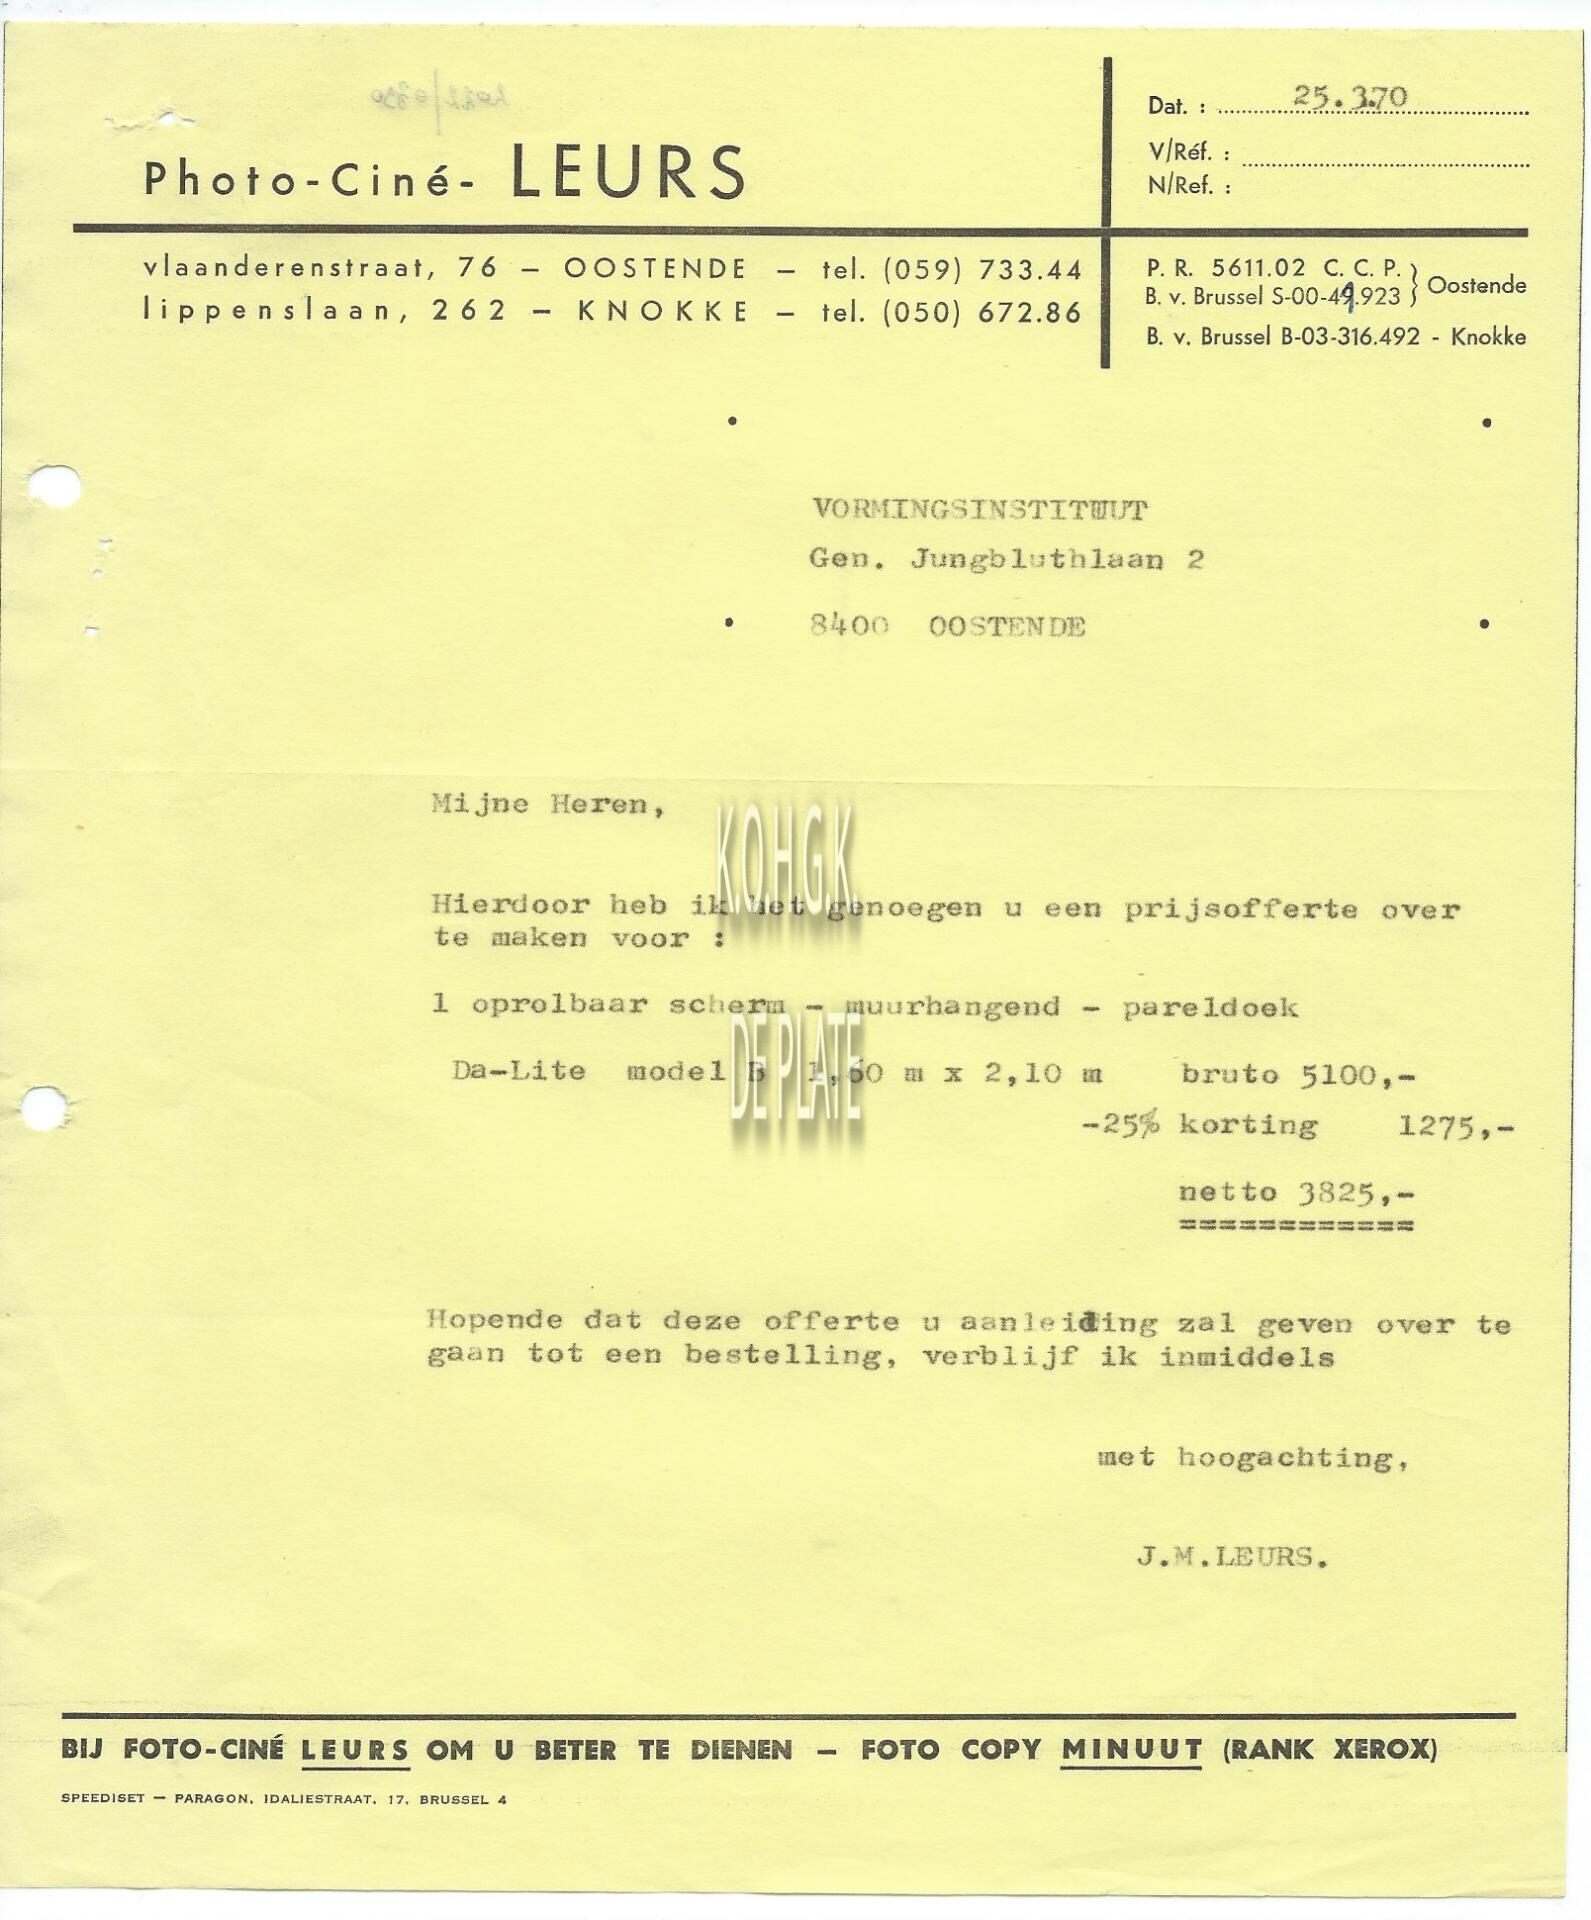 Photo-Ciné- LEURS
Dat. : 25.3.70
V/Réf. :
N/Ref. :
vlaanderenstraat, 76 – OOSTENDE – tel. (059) 733.44
lippenslaan, 262 – KNOKKE – tel. (050) 672.86
P. R. 5611.02 C. C. P.
B. v. Brussel S-00-49.923
} Oostende
B. v. Brussel B-03-316.492 - Knokke
VORMINGSINSTITUUT
Gen. Jungbluthlaan 2
8400 OOSTENDE
Mijne Heren,
Hierdoor heb ik het genoegen u een prijsofferte over
te maken voor :
1 oprolbaar scherm – muurhangend – pareldoek
Da-Lite model B 1,60 m x 2,10 m bruto 5100,-
-25% korting 1275,-
netto 3825,-
============
Hopende dat deze offerte u aanleiding zal geven over te
gaan tot een bestelling, verblijf ik inmiddels
met hoogachting,
J.M.LEURS.
BIJ FOTO-CINÉ LEURS OM U BETER TE DIENEN – FOTO COPY MINUUT (RANK XEROX)
SPEEDISET – PARAGON, IDALIESTRAAT, 17, BRUSSEL 4
K.O.H.G.K.
DE PLATE